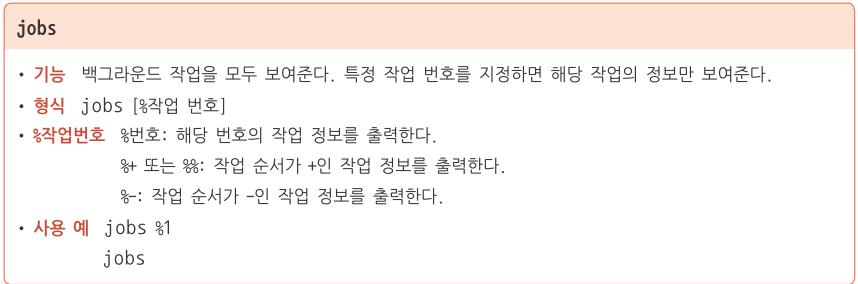 jobs
• 기능 백그라운드 작업을 모두 보여준다. 특정 작업 번호를 지정하면 해당 작업의 정보만 보여준다.
• 형식 jobs [%작업 번호]
• %작업번호 %번호: 해당 번호의 작업 정보를 출력한다.
%+ 또는 %%: 작업 순서가 +인 작업 정보를 출력한다.
%-: 작업 순서가 -인 작업 정보를 출력한다.
• 사용 예 jobs %1
jobs